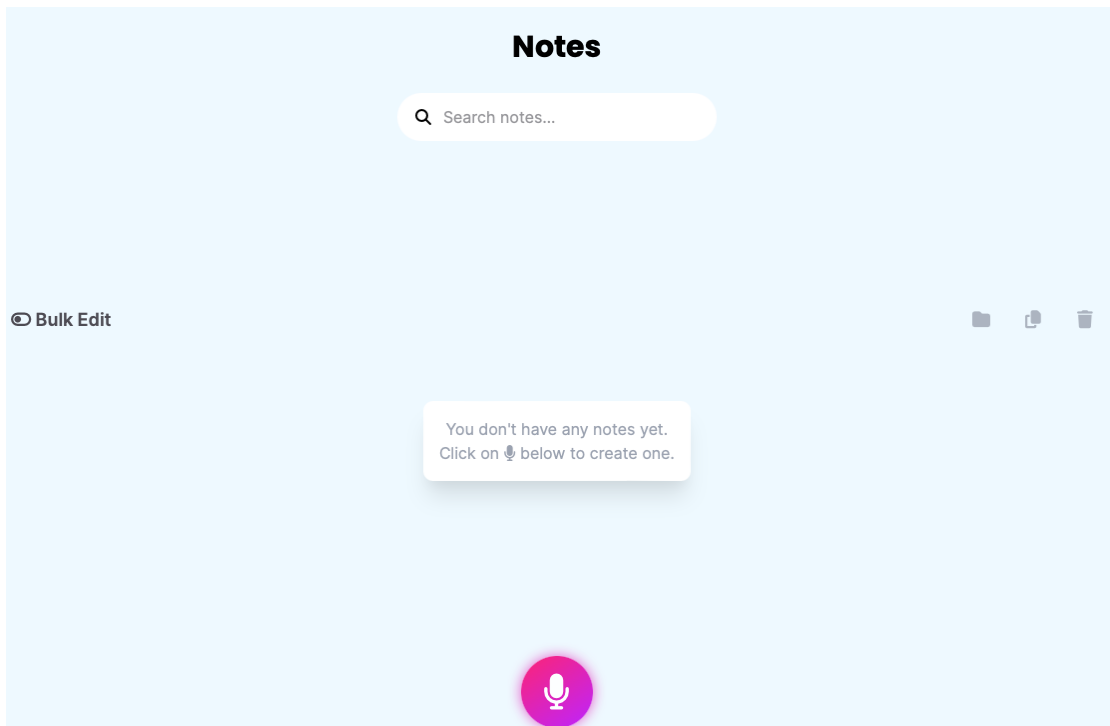 Notes
Search notes...
Bulk Edit
You don't have any notes yet.
Click on below to create one.